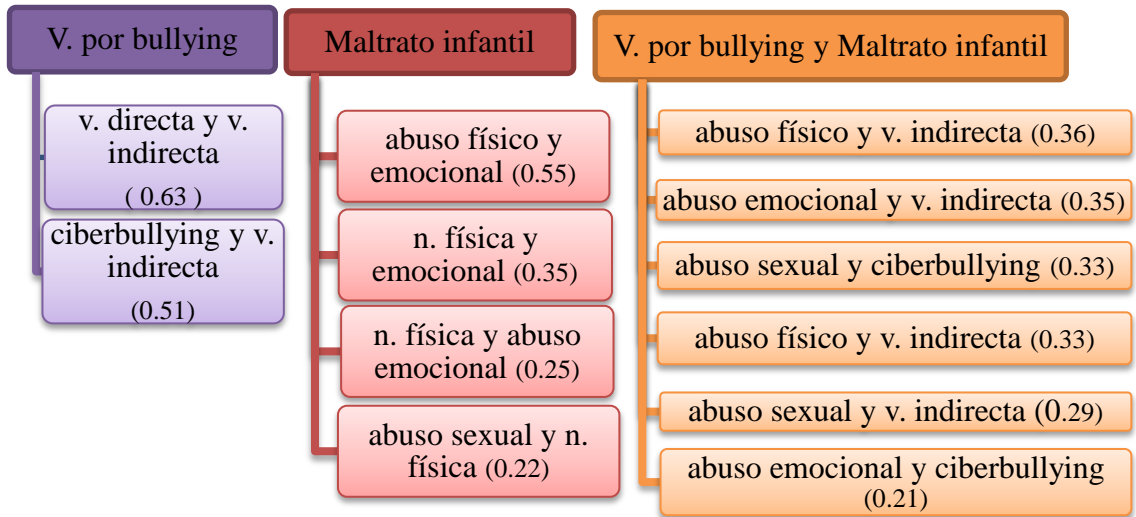 V. por bullying
v. directa y v.
indirecta
( 0.63 )
ciberbullying y v.
indirecta
(0.51)
Maltrato infantil
abuso físico y
emocional (0.55)
n. física y
emocional (0.35)
n. física y abuso
emocional (0.25)
abuso sexual y n.
física (0.22)
V. por bullying y Maltrato infantil
abuso físico y v. indirecta (0.36)
abuso emocional y v. indirecta (0.35)
abuso sexual y ciberbullying (0.33)
abuso físico y v. indirecta (0.33)
abuso sexual y v. indirecta (0.29)
abuso emocional y ciberbullying
(0.21)